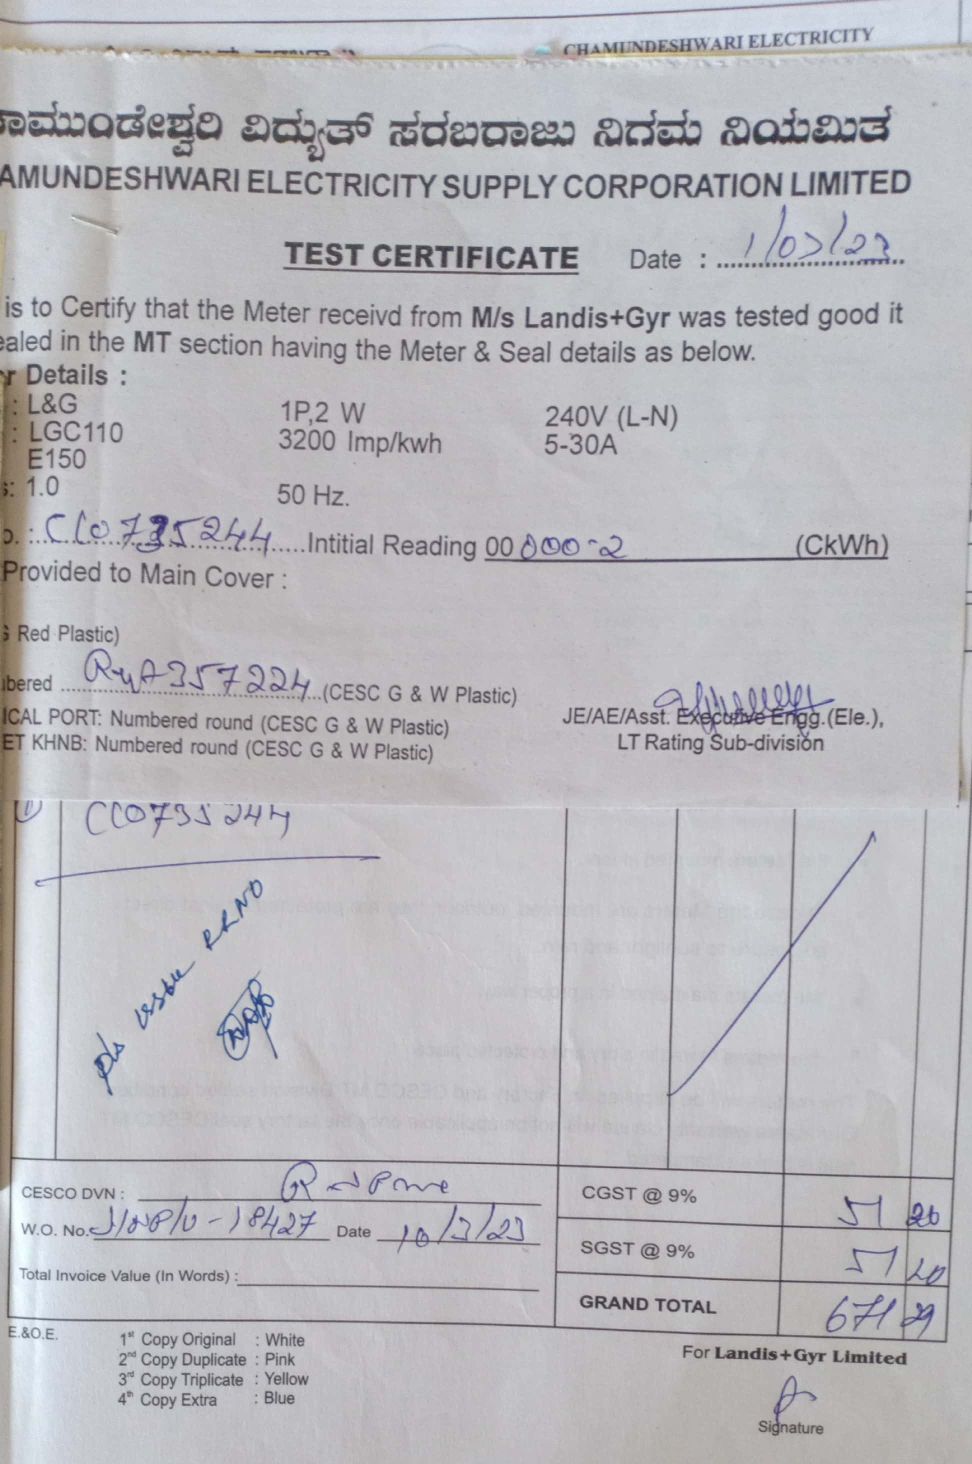 CHAMUNDESHWARI ELECTRICITY
ಾಮುಂಡೇಶ್ವರಿ ವಿದ್ಯುತ್ ಸರಬರಾಜು ನಿಗಮ ನಿಯಮಿತ
AMUNDESHWARI ELECTRICITY SUPPLY CORPORATION LIMITED
TEST CERTIFICATE Date : 1/03/23
is to Certify that the Meter receivd from M/s Landis+Gyr was tested good it
ealed in the MT section having the Meter & Seal details as below.
r Details :
: L&G 1P,2 W 240V (L-N)
: LGC110 3200 Imp/kwh 5-30A
E150
s: 1.0 50 Hz.
o. : CC0735244 Intitial Reading 00 000-2 (CkWh)
Provided to Main Cover :
G Red Plastic)
bered 357224 (CESC G & W Plastic)
ICAL PORT: Numbered round (CESC G & W Plastic) JE/AE/Asst. Executive Engg.(Ele.),
ET KHNB: Numbered round (CESC G & W Plastic) LT Rating Sub-division
1) CC0735244
pls issue RRNO
CESCO DVN : CGST @ 9% 51 20
W.O. No. 18427 Date 10/3/23
SGST @ 9% 51 20
Total Invoice Value (In Words) :
GRAND TOTAL 671 29
E.&O.E. 1st Copy Original : White
2nd Copy Duplicate : Pink
3rd Copy Triplicate : Yellow
4th Copy Extra : Blue
For Landis+Gyr Limited
Signature